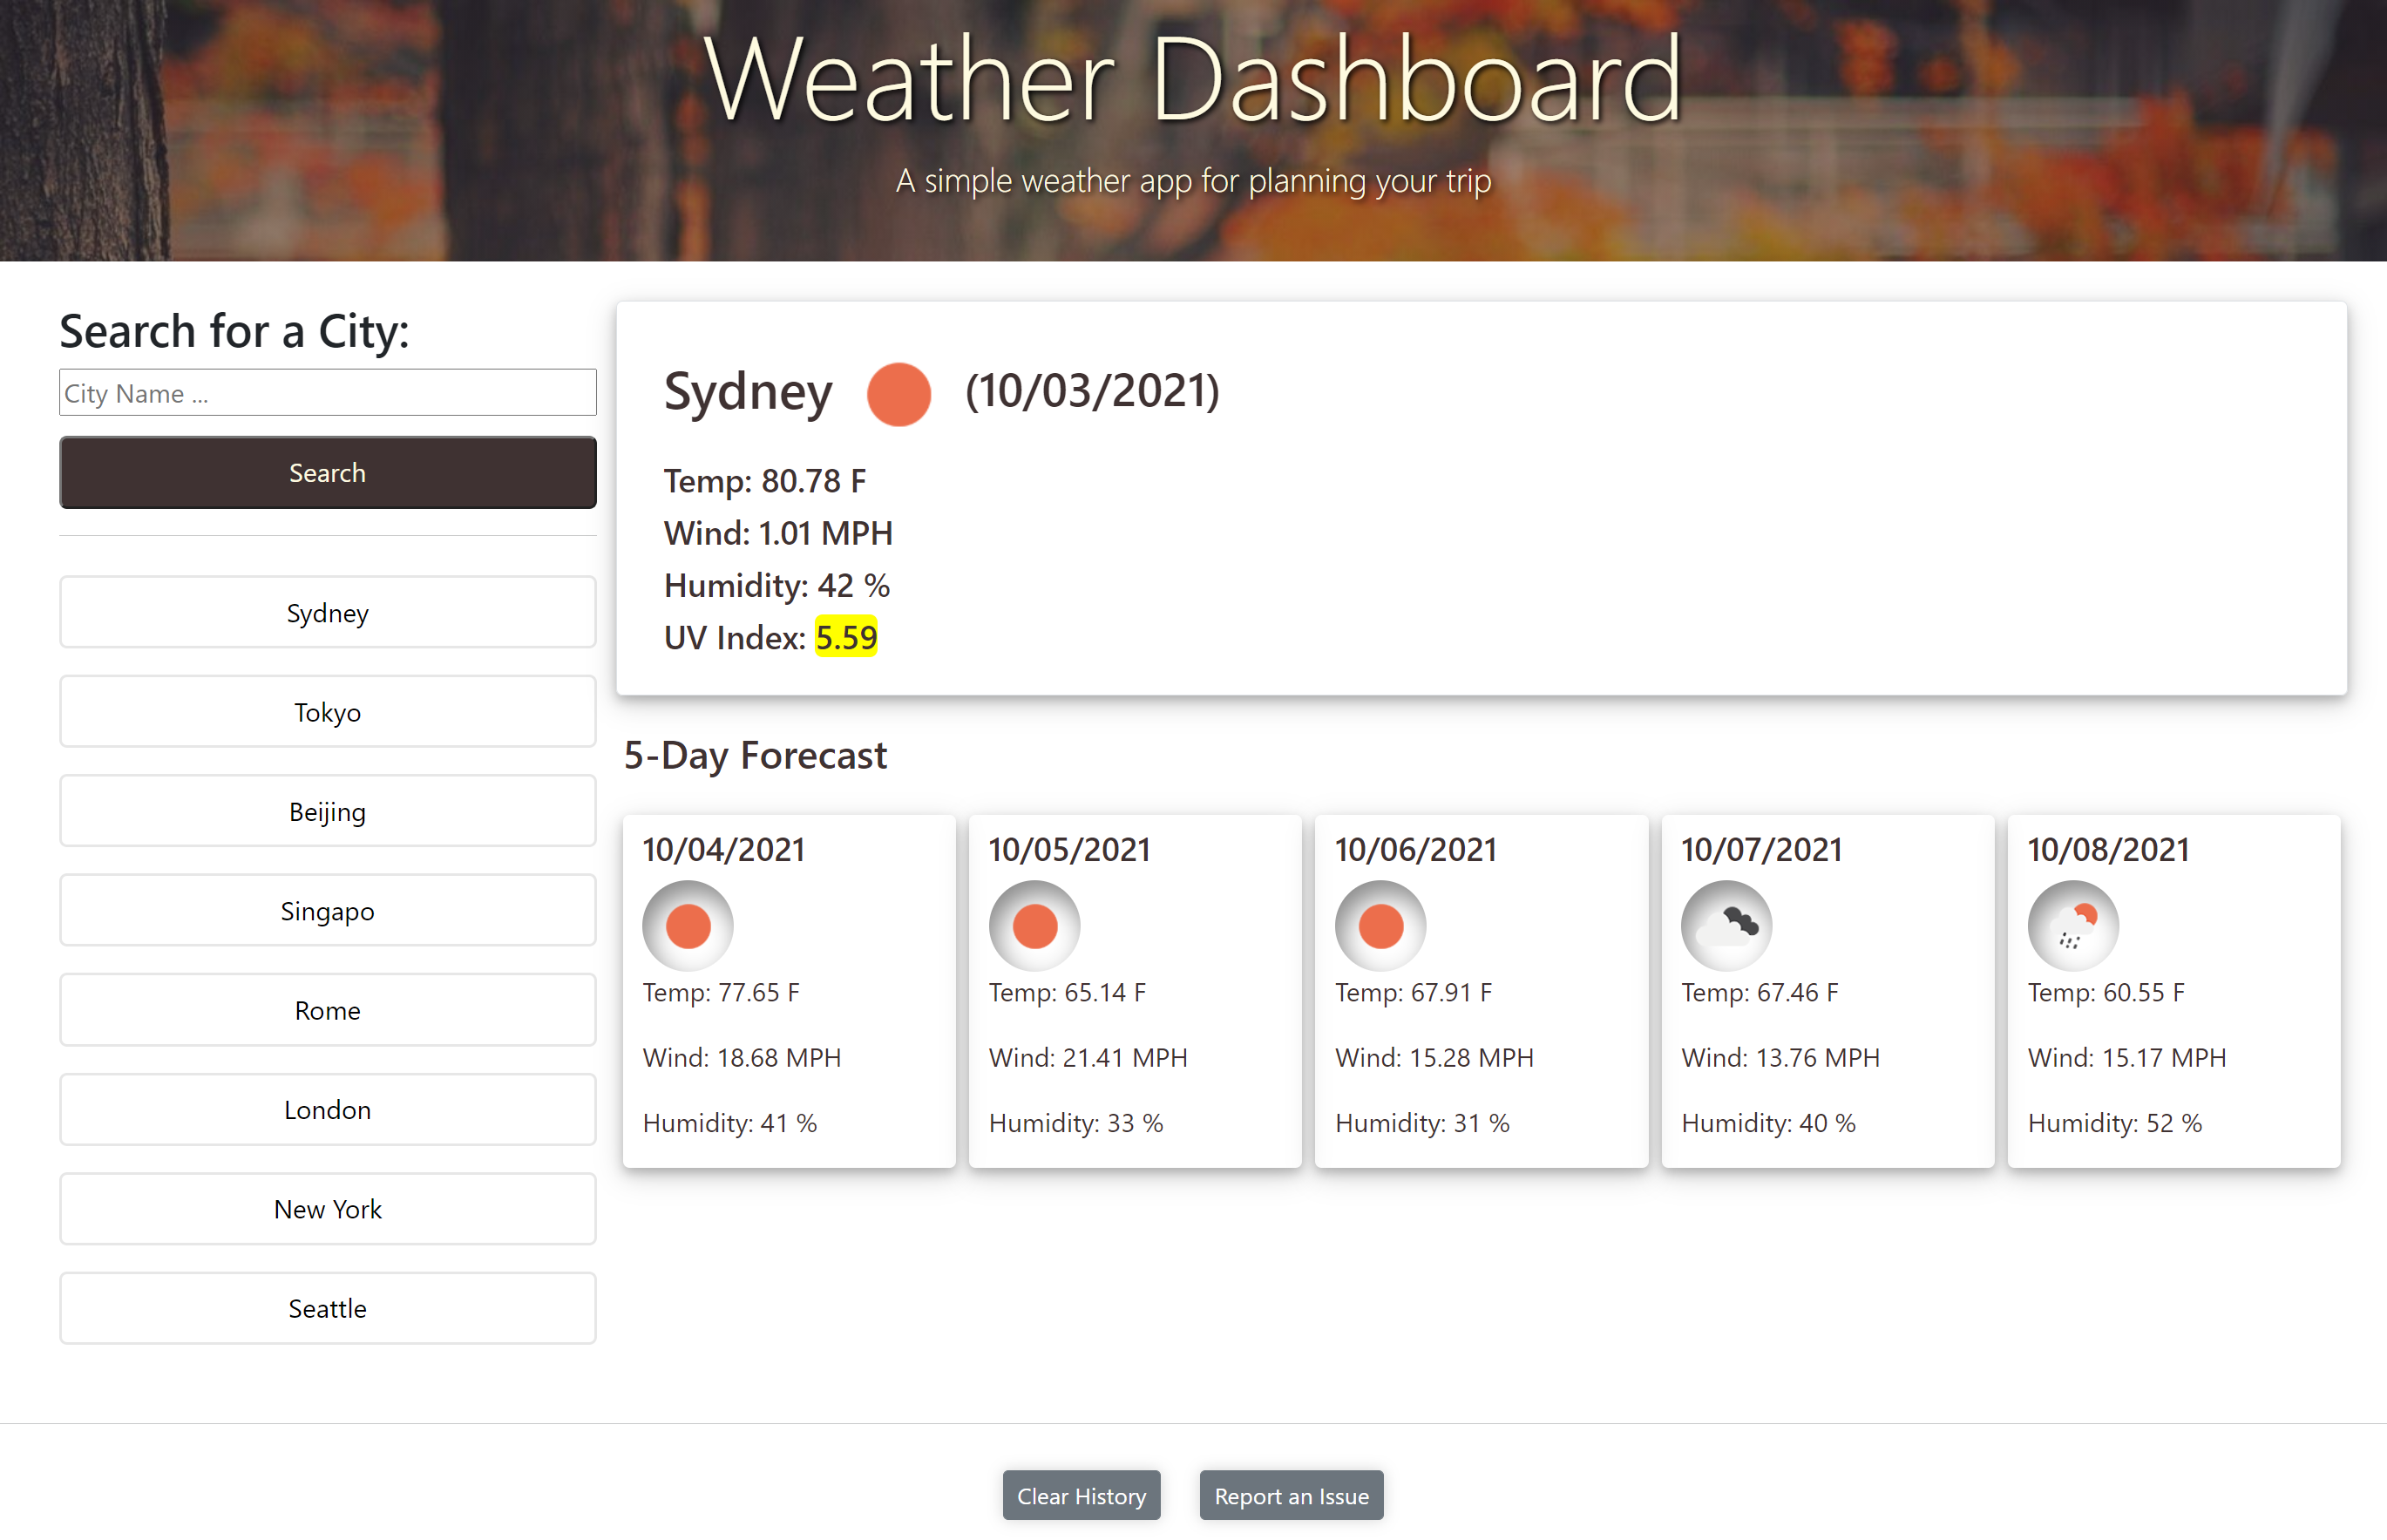 Weather Dashboard
A simple weather app for planning your trip
Search for a City:
City Name ...
Search
Sydney
Tokyo
Beijing
Singapo
Rome
London
New York
Seattle
Sydney (10/03/2021)
Temp: 80.78 F
Wind: 1.01 MPH
Humidity: 42 %
UV Index: 5.59
5-Day Forecast
10/04/2021
Temp: 77.65 F
Wind: 18.68 MPH
Humidity: 41 %
10/05/2021
Temp: 65.14 F
Wind: 21.41 MPH
Humidity: 33 %
10/06/2021
Temp: 67.91 F
Wind: 15.28 MPH
Humidity: 31 %
10/07/2021
Temp: 67.46 F
Wind: 13.76 MPH
Humidity: 40 %
10/08/2021
Temp: 60.55 F
Wind: 15.17 MPH
Humidity: 52 %
Clear History
Report an Issue